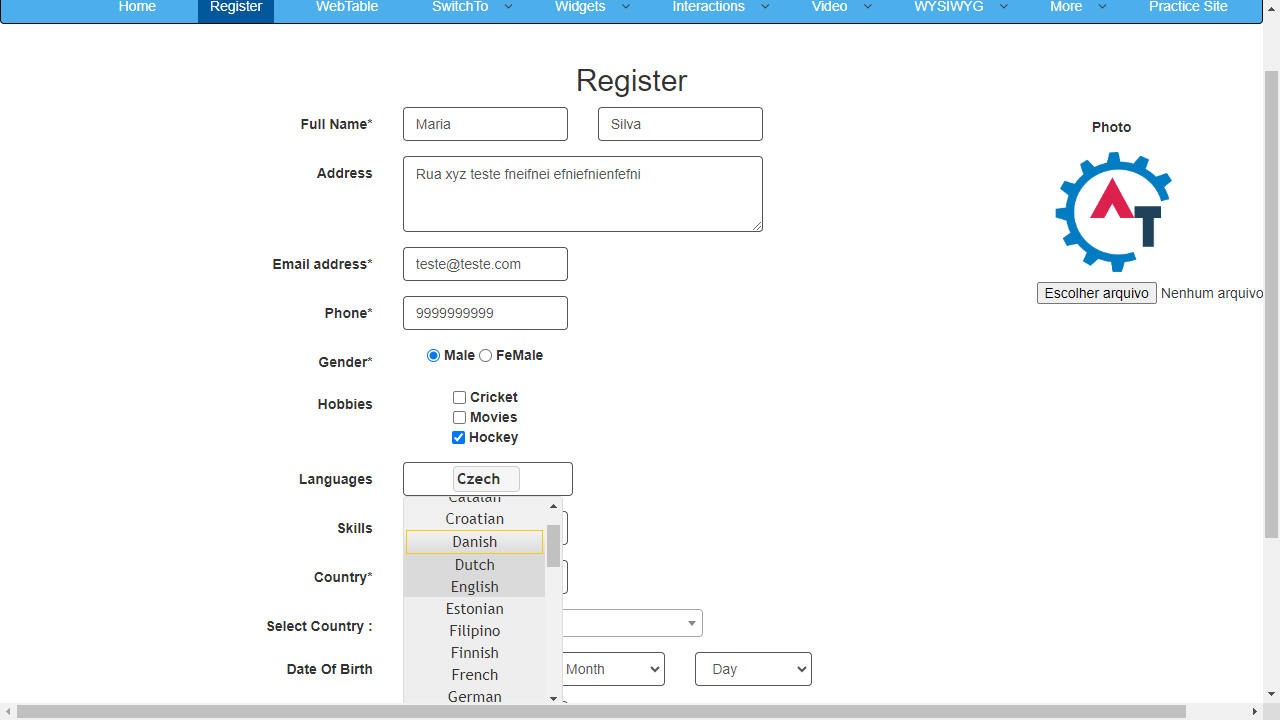 Home Register WebTable SwitchTo Widgets Interactions Video WYSIWYG More Practice Site
Register
Full Name* Maria Silva
Photo
Address Rua xyz teste fneifnei efniefnienfefni
AT
Email address* teste@teste.com
Escolher arquivo Nenhum arquivo
Phone* 9999999999
Gender* Male FeMale
Hobbies Cricket
Movies
Hockey
Languages Czech
Catalan
Croatian
Skills
Danish
Dutch
Country*
English
Estonian
Select Country :
Filipino
Finnish
Date Of Birth Month Day
French
German